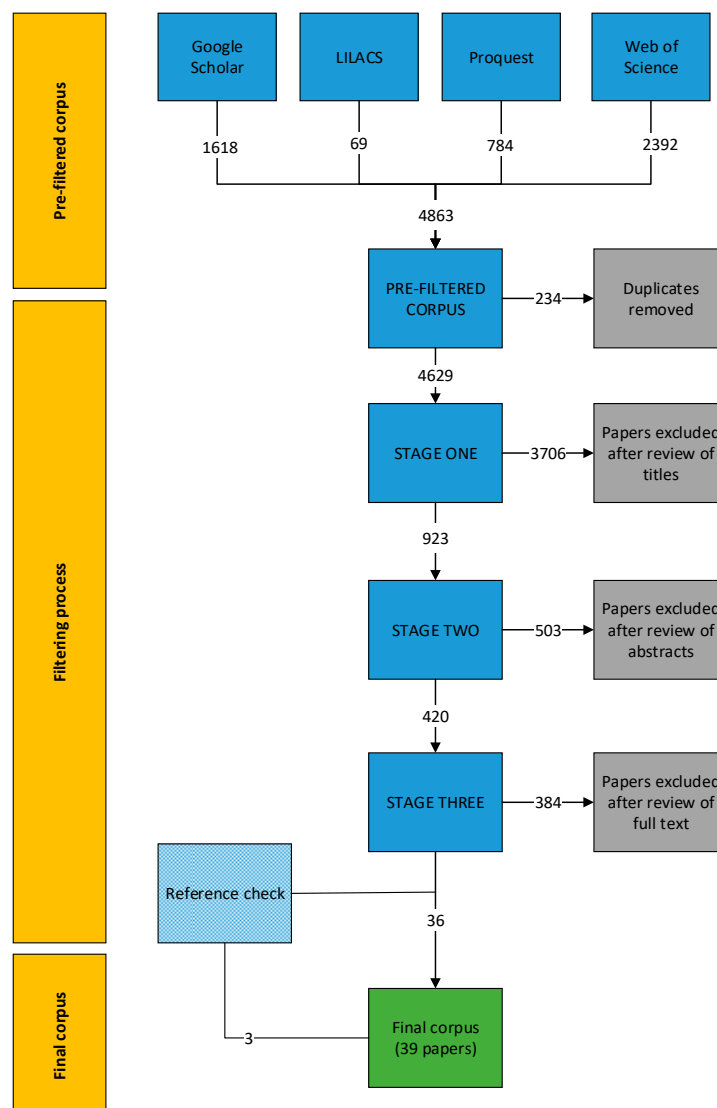 Google
Scholar
LILACS
Proquest
Web of
Science
Pre-filtered corpus
1618
69
784
2392
4863
PRE-FILTERED
CORPUS
234
Duplicates
removed
4629
Filtering process
STAGE ONE
3706
Papers excluded
after review of
titles
923
STAGE TWO
503
Papers excluded
after review of
abstracts
420
STAGE THREE
384
Papers excluded
after review of
full text
Reference check
36
Final corpus
3
Final corpus
(39 papers)